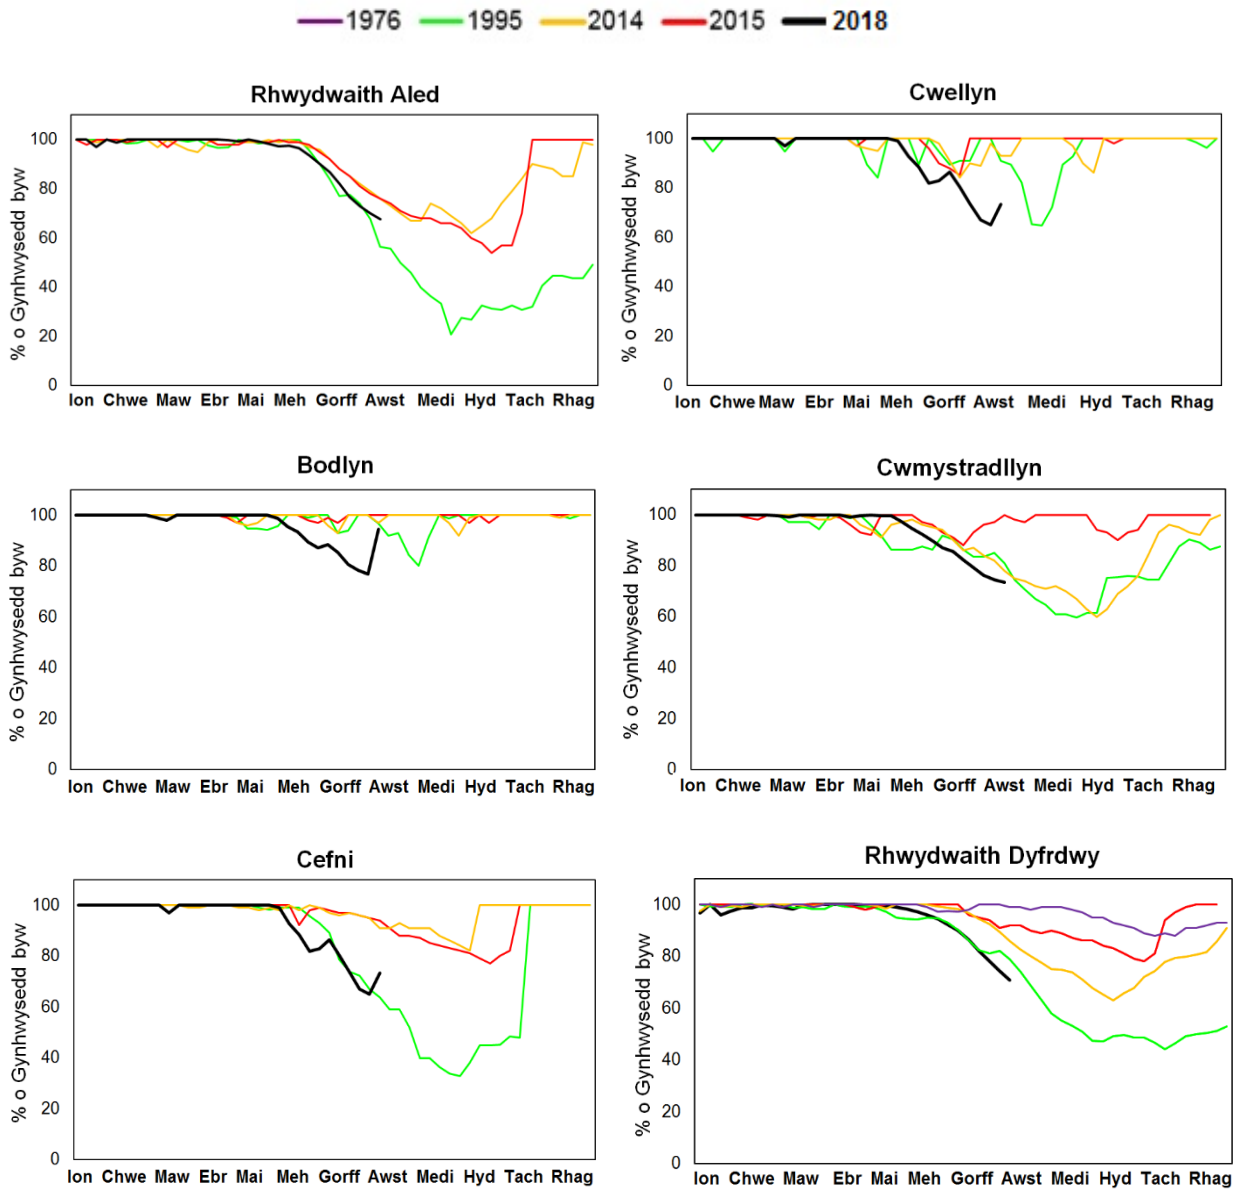 1976 1995 2014 2015 2018
Rhwydwaith Aled
% o Gynhwysedd byw
100
80
60
40
20
0
Ion Chwe Maw Ebr Mai Meh Gorff Awst Medi Hyd Tach Rhag
Cwellyn
% o Gwynhwysedd byw
100
80
60
40
20
0
Ion Chwe Maw Ebr Mai Meh Gorff Awst Medi Hyd Tach Rhag
Bodlyn
% o Gynhwysedd byw
100
80
60
40
20
0
Ion Chwe Maw Ebr Mai Meh Gorff Awst Medi Hyd Tach Rhag
Cwmystradllyn
% o Gynhwysedd byw
100
80
60
40
20
0
Ion Chwe Maw Ebr Mai Meh Gorff Awst Medi Hyd Tach Rhag
Cefni
% o Gynhwysedd byw
100
80
60
40
20
0
Ion Chwe Maw Ebr Mai Meh Gorff Awst Medi Hyd Tach Rhag
Rhwydwaith Dyfrdwy
% o Gynhwysedd byw
100
80
60
40
20
0
Ion Chwe Maw Ebr Mai Meh Gorff Awst Medi Hyd Tach Rhag